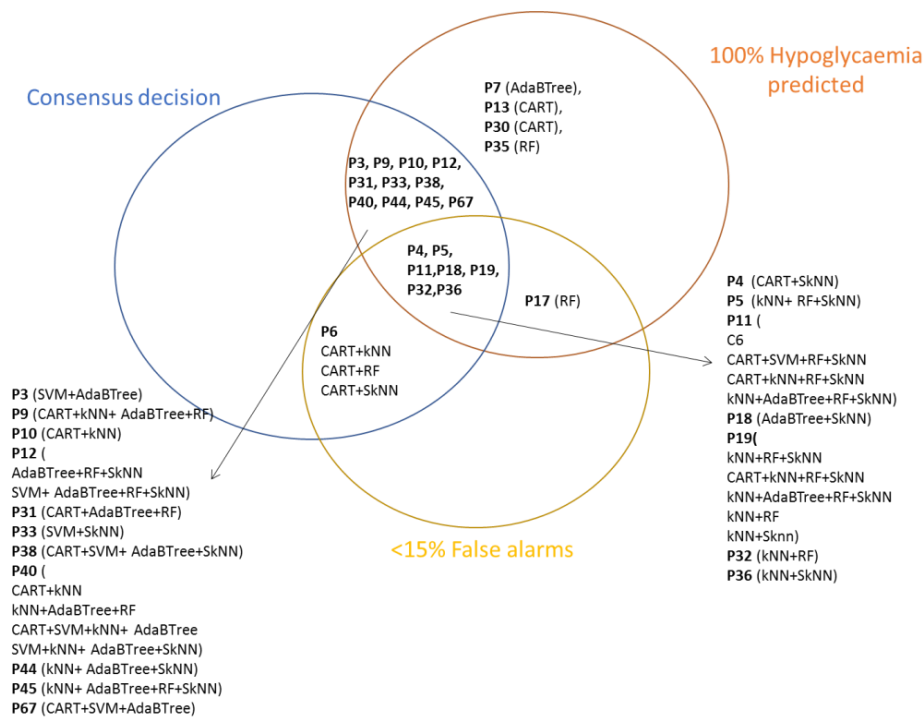 100% Hypoglycaemia
predicted
Consensus decision
P7 (AdaBTree),
P13 (CART),
P30 (CART),
P35 (RF)
P3, P9, P10, P12,
P31, P33, P38,
P40, P44, P45, P67
P4, P5,
P11,P18, P19,
P32,P36
P17 (RF)
P6
CART+kNN
CART+RF
CART+SkNN
<15% False alarms
P3 (SVM+AdaBTree)
P9 (CART+kNN+ AdaBTree+RF)
P10 (CART+kNN)
P12 (
AdaBTree+RF+SkNN
SVM+ AdaBTree+RF+SkNN)
P31 (CART+AdaBTree+RF)
P33 (SVM+SkNN)
P38 (CART+SVM+ AdaBTree+SkNN)
P40 (
CART+kNN
kNN+AdaBTree+RF
CART+SVM+kNN+ AdaBTree
SVM+kNN+ AdaBTree+SkNN)
P44 (kNN+ AdaBTree+SkNN)
P45 (kNN+ AdaBTree+RF+SkNN)
P67 (CART+SVM+AdaBTree)
P4 (CART+SkNN)
P5 (kNN+ RF+SkNN)
P11 (
C6
CART+SVM+RF+SkNN
CART+kNN+RF+SkNN
kNN+AdaBTree+RF+SkNN)
P18 (AdaBTree+SkNN)
P19(
kNN+RF+SkNN
CART+kNN+RF+SkNN
kNN+AdaBTree+RF+SkNN
kNN+RF
kNN+Sknn)
P32 (kNN+RF)
P36 (kNN+SkNN)